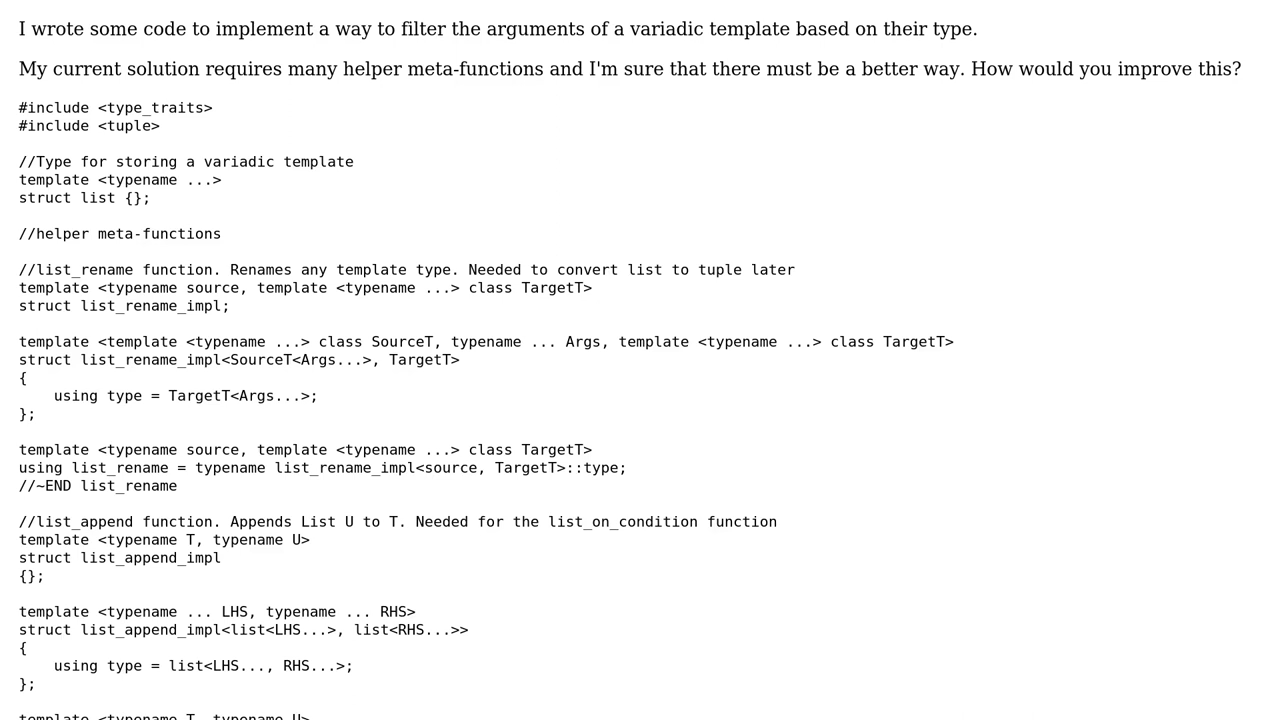 I wrote some code to implement a way to filter the arguments of a variadic template based on their type.
My current solution requires many helper meta-functions and I'm sure that there must be a better way. How would you improve this?
#include <type_traits>
#include <tuple>
//Type for storing a variadic template
template <typename ...>
struct list {};
//helper meta-functions
//list_rename function. Renames any template type. Needed to convert list to tuple later
template <typename source, template <typename ...> class TargetT>
struct list_rename_impl;
template <template <typename ...> class SourceT, typename ... Args, template <typename ...> class TargetT>
struct list_rename_impl<SourceT<Args...>, TargetT>
{
    using type = TargetT<Args...>;
};
template <typename source, template <typename ...> class TargetT>
using list_rename = typename list_rename_impl<source, TargetT>::type;
//~END list_rename
//list_append function. Appends List U to T. Needed for the list_on_condition function
template <typename T, typename U>
struct list_append_impl
{};
template <typename ... LHS, typename ... RHS>
struct list_append_impl<list<LHS...>, list<RHS...>>
{
    using type = list<LHS..., RHS...>;
};
template <typename T, typename U>